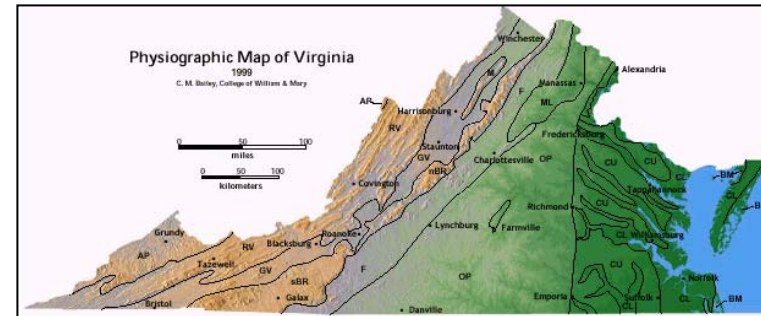 Physiographic Map of Virginia
1999
C. M. Bailey, College of William & Mary
0 50 100
miles
0 50 100
kilometers
Winchester
M
Alexandria
Manassas
F
AP
ML
Harrisonburg
RV
Fredericksburg
Staunton
GV
CU
CU
Charlottesville
OP
CL
BM
nBR
Tappahannock
CL
Covington
CU
B
Richmond
Grundy
Roanoke
Lynchburg
Farmville
CL
Williamsburg
RV
Blacksburg
AP
Tazewell
GV
F
OP
CU
Norfolk
sBR
Galax
Emporia
Suffolk
CL
BM
Bristol
Danville
CL